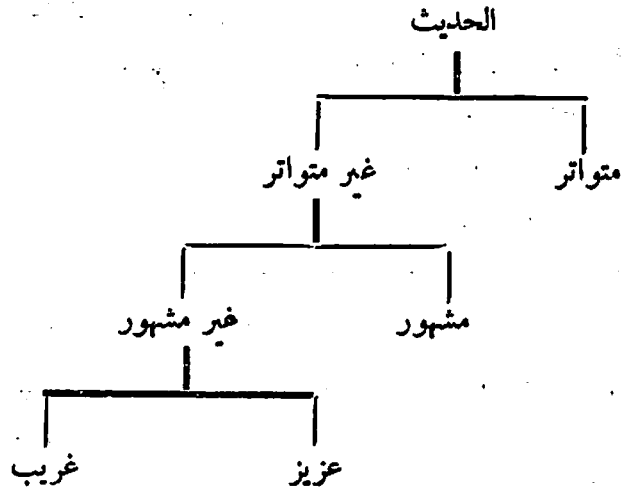 الحديث
متواتر غير متواتر
مشهور غير مشهور
عزيز غريب